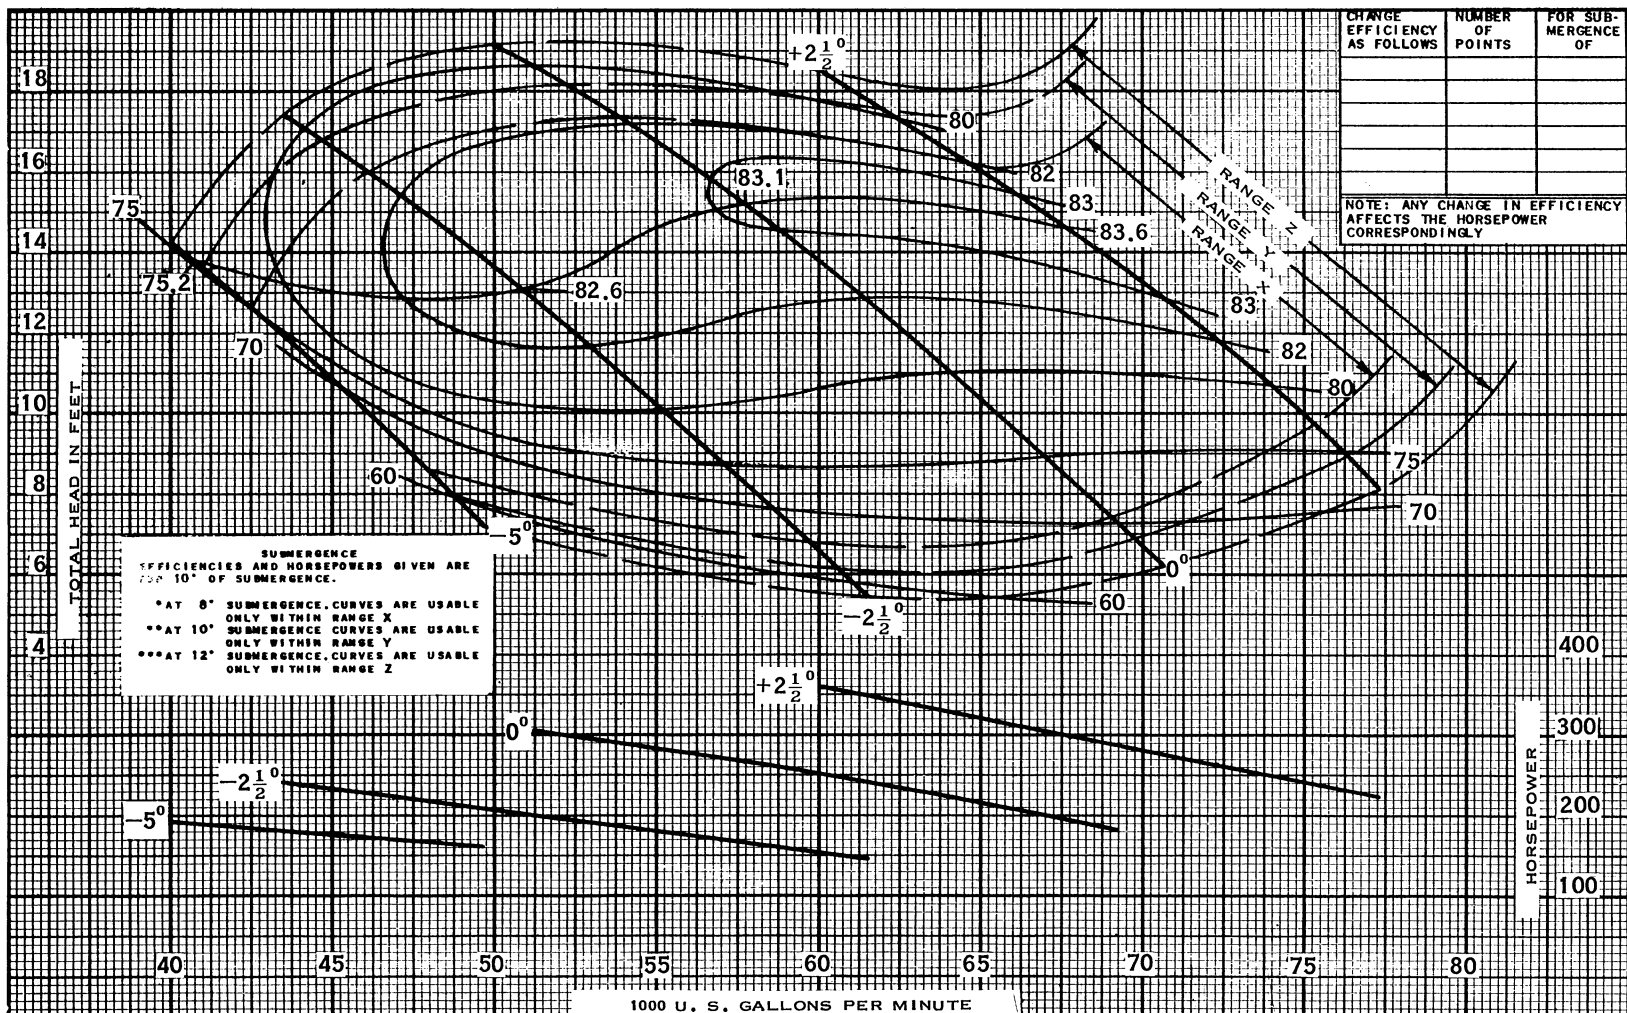 CHANGE EFFICIENCY AS FOLLOWS
NUMBER OF POINTS
FOR SUB-MERGENCE OF
NOTE: ANY CHANGE IN EFFICIENCY
AFFECTS THE HORSEPOWER
CORRESPONDINGLY
+2½°
80
82
83.1
83
83.6
RANGE Z
RANGE Y
RANGE X
75
75.2
82.6
83
82
70
80
75
60
70
-5°
0°
60
-2½°
18
16
14
12
10
8
6
4
TOTAL HEAD IN FEET
SUBMERGENCE
EFFICIENCIES AND HORSEPOWERS GIVEN ARE
10" OF SUBMERGENCE.
*AT 8" SUBMERGENCE.CURVES ARE USABLE
ONLY WITHIN RANGE X
**AT 10" SUBMERGENCE CURVES ARE USABLE
ONLY WITHIN RANGE Y
***AT 12" SUBMERGENCE.CURVES ARE USABLE
ONLY WITHIN RANGE Z
+2½°
0°
-2½°
-5°
400
300
200
100
HORSEPOWER
40 45 50 55 60 65 70 75 80
1000 U. S. GALLONS PER MINUTE